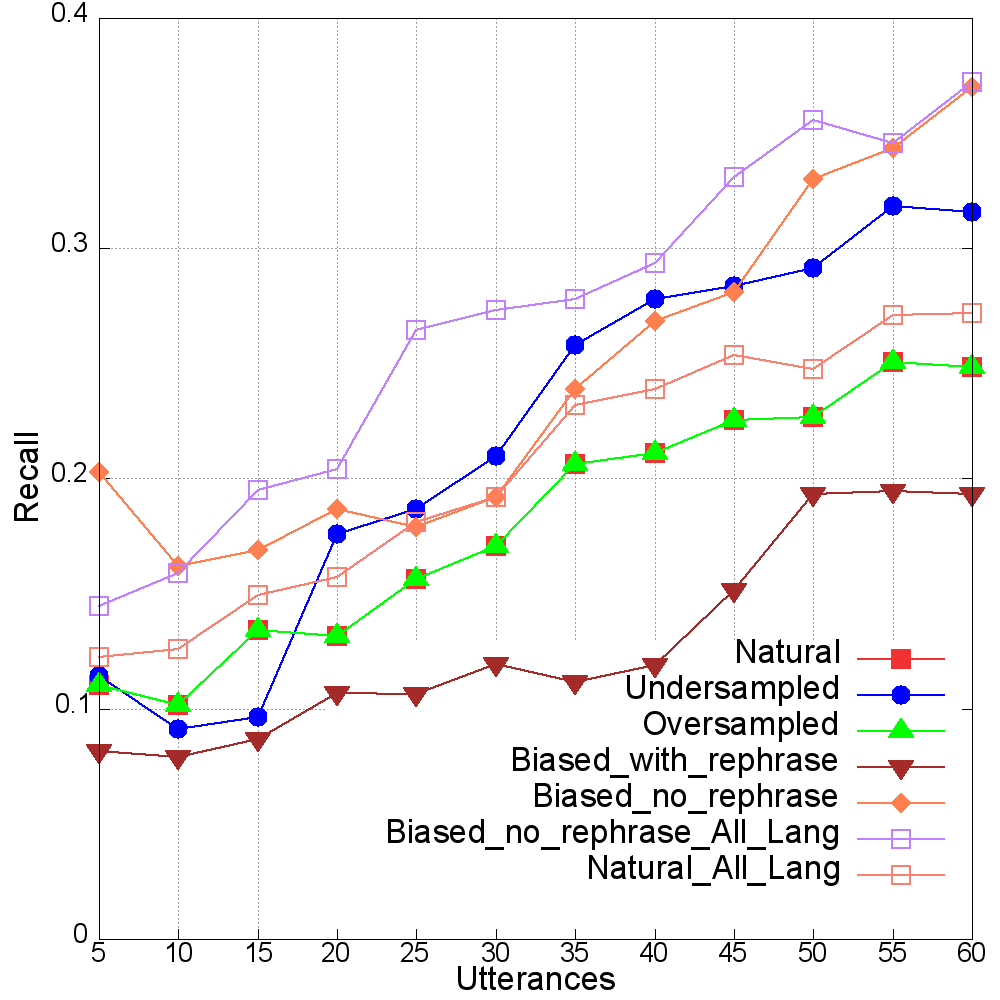 0.4
0.3
0.2
0.1
0
Recall
Natural
Undersampled
Oversampled
Biased_with_rephrase
Biased_no_rephrase
Biased_no_rephrase_All_Lang
Natural_All_Lang
5 10 15 20 25 30 35 40 45 50 55 60
Utterances